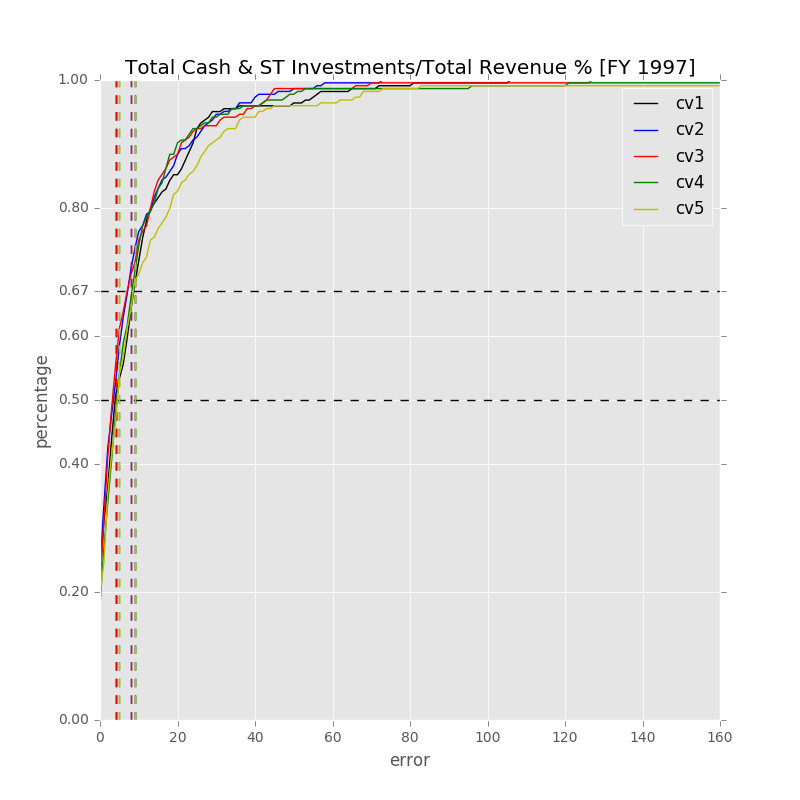 Total Cash & ST Investments/Total Revenue % [FY 1997]
1.00
0.80
0.67
0.60
0.50
0.40
0.20
0.00
percentage
cv1
cv2
cv3
cv4
cv5
0 20 40 60 80 100 120 140 160
error